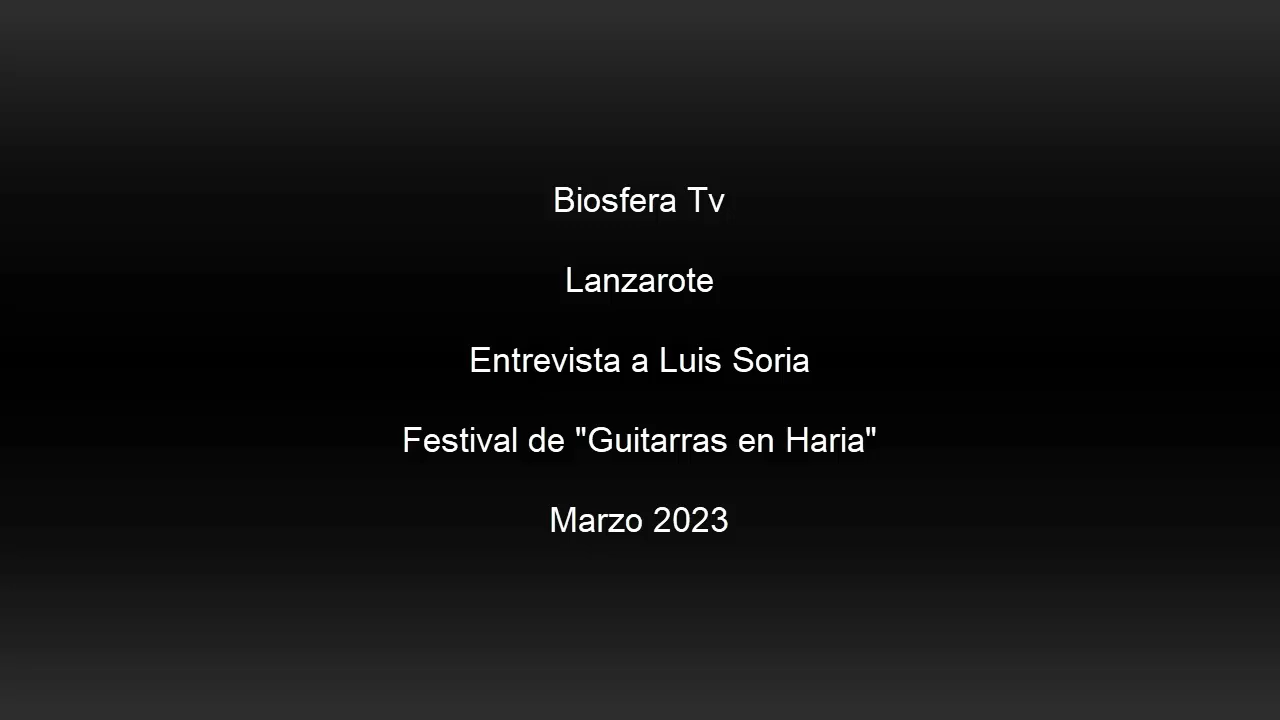 Biosfera Tv
Lanzarote
Entrevista a Luis Soria
Festival de "Guitarras en Haria"
Marzo 2023